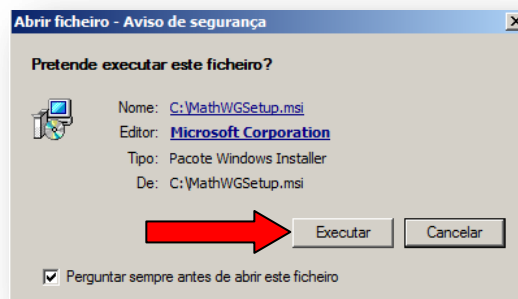 Abrir ficheiro - Aviso de segurança
Pretende executar este ficheiro?
Nome: C:\MathWGSetup.msi
Editor: Microsoft Corporation
Tipo: Pacote Windows Installer
De: C:\MathWGSetup.msi
Executar Cancelar
Perguntar sempre antes de abrir este ficheiro